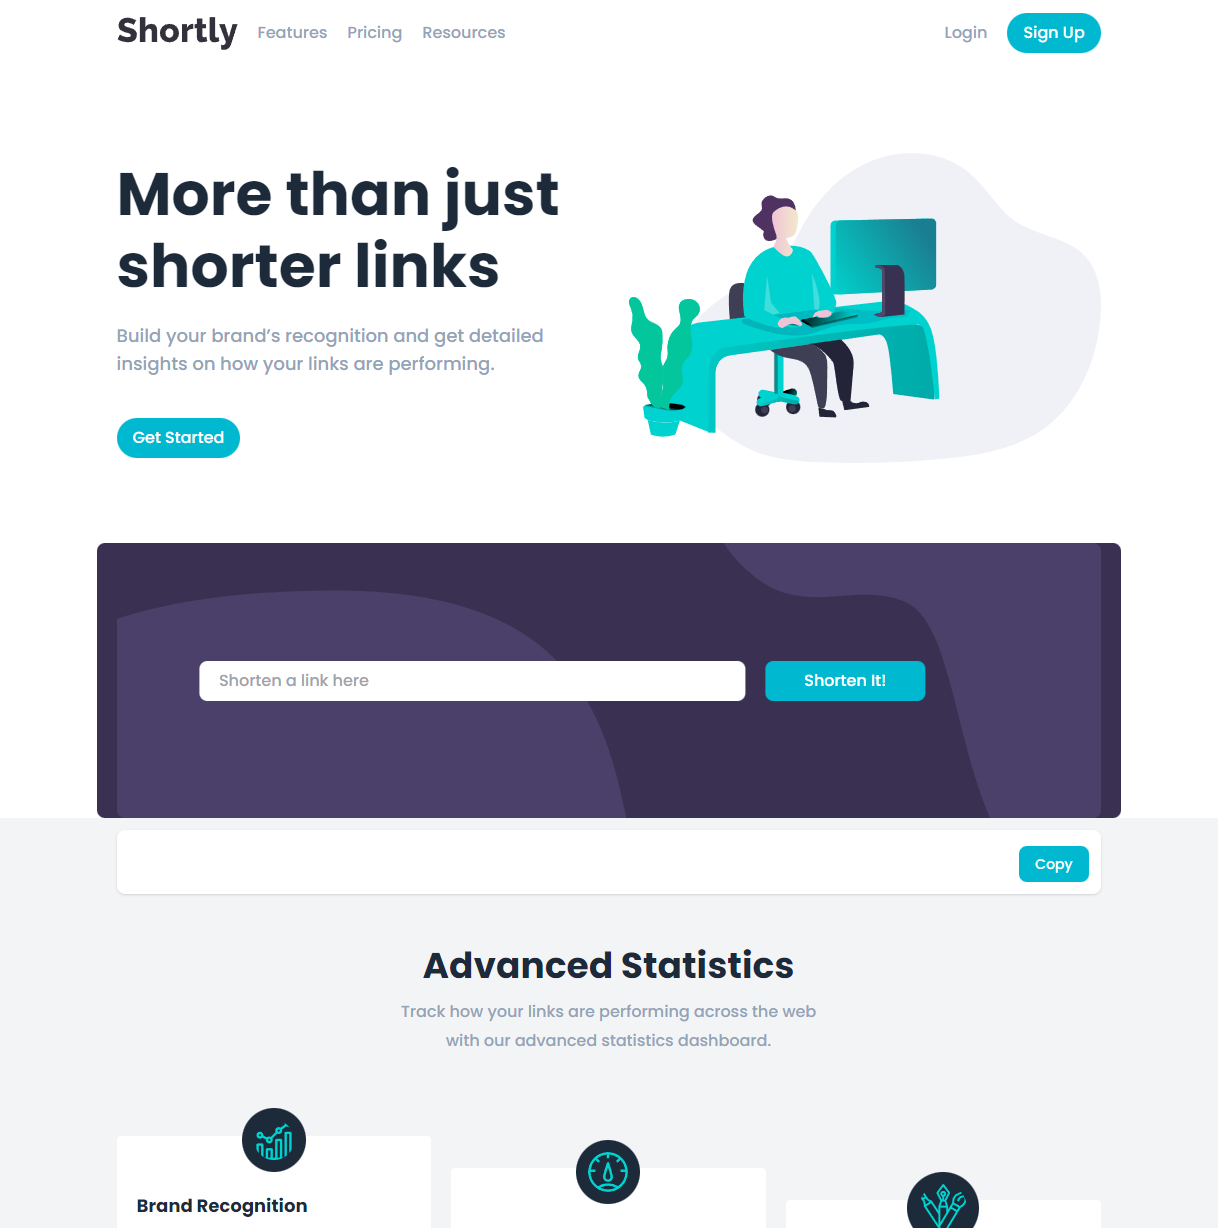 Shortly
Features
Pricing
Resources
Login
Sign Up
More than just
shorter links
Build your brand’s recognition and get detailed
insights on how your links are performing.
Get Started
Shorten a link here
Shorten It!
Copy
Advanced Statistics
Track how your links are performing across the web
with our advanced statistics dashboard.
Brand Recognition